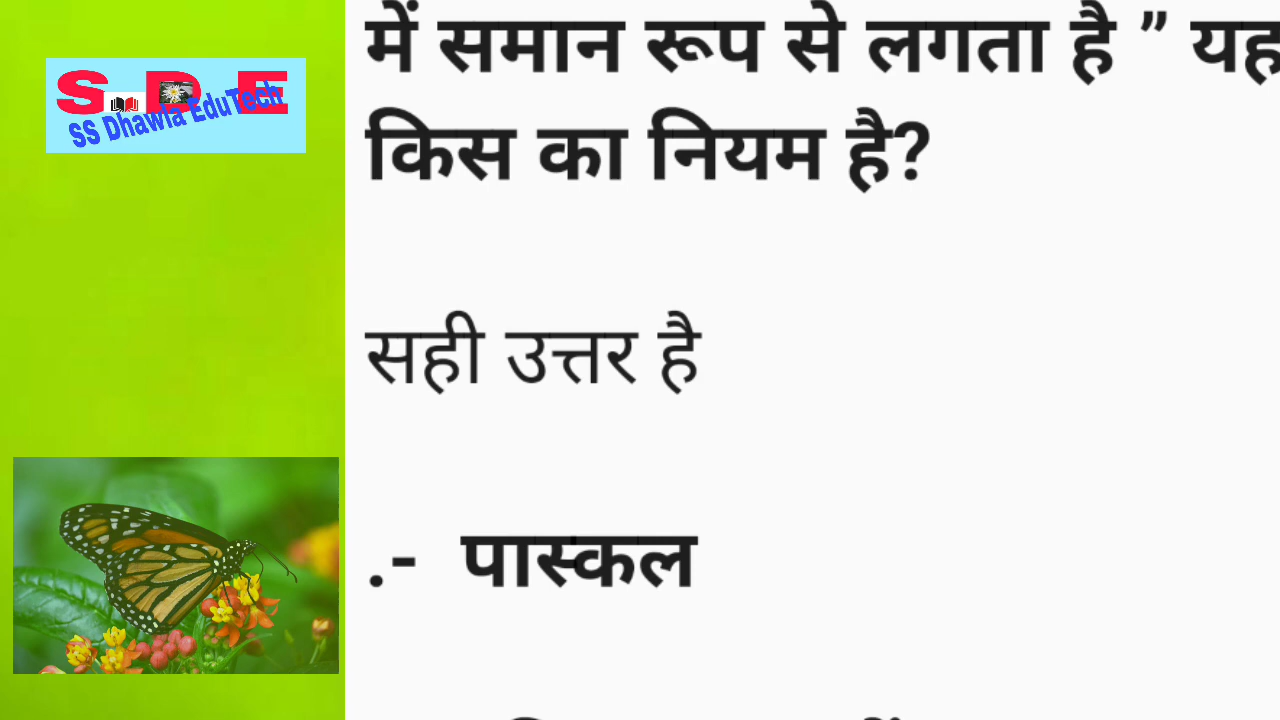 में समान रूप से लगता है ” यह
किस का नियम है?
S D E
SS Dhawla EduTech
सही उत्तर है
.- पास्कल